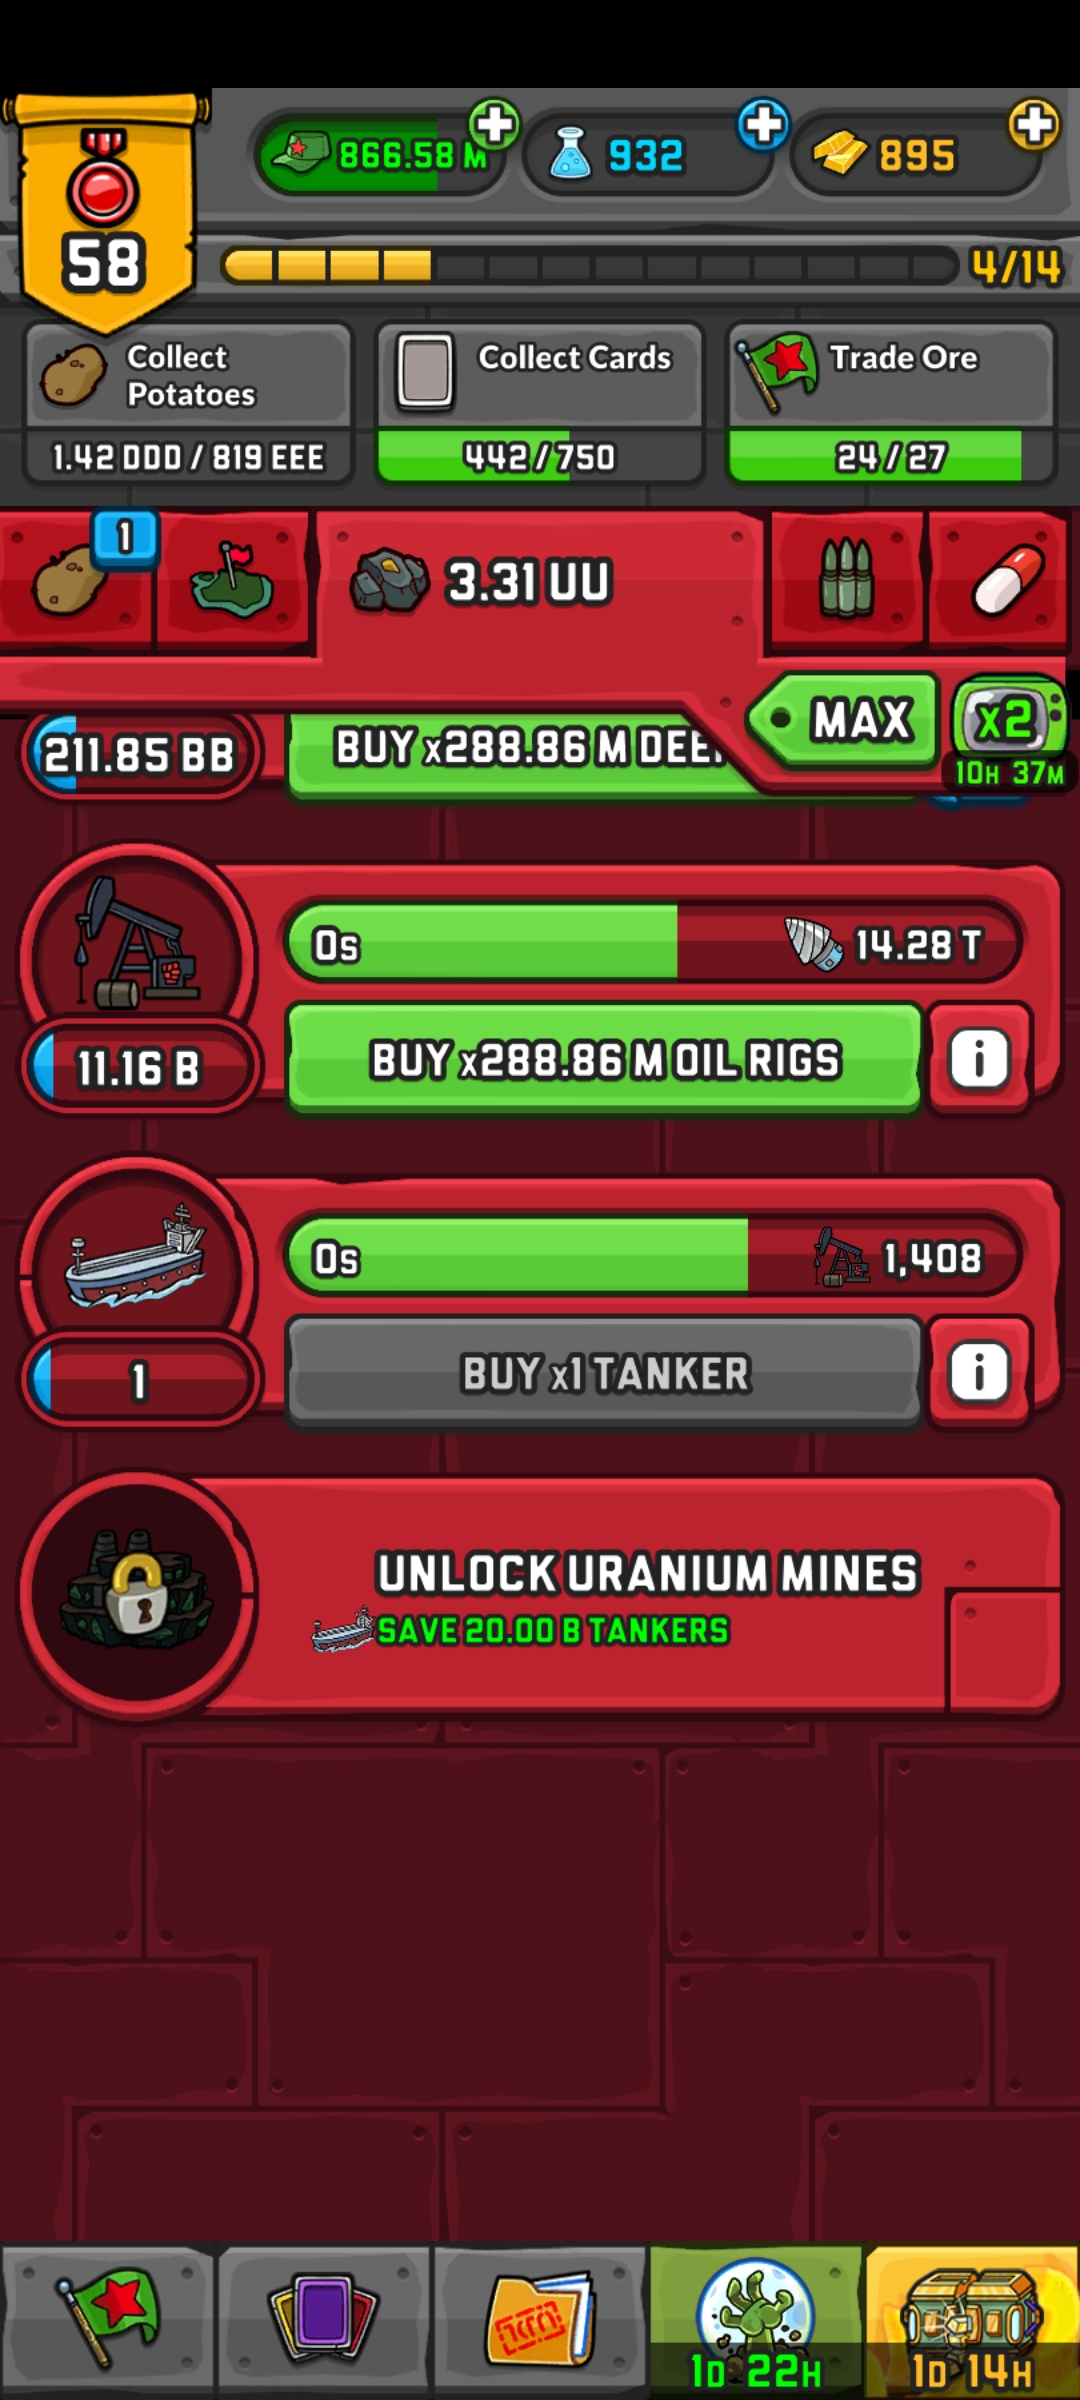 58
866.58 M
932
895
4/14
Collect
Potatoes
1.42 DDD / 819 EEE
Collect Cards
442/750
Trade Ore
24/27
1
3.31 UU
MAX
x2
10H 37M
211.85 BB
BUY x288.86 M
0s
14.28 T
11.16 B
BUY x288.86 M OIL RIGS
i
0s
1,408
1
BUY x1 TANKER
i
UNLOCK URANIUM MINES
SAVE 20.00 B TANKERS
1D 22H
1D 14H